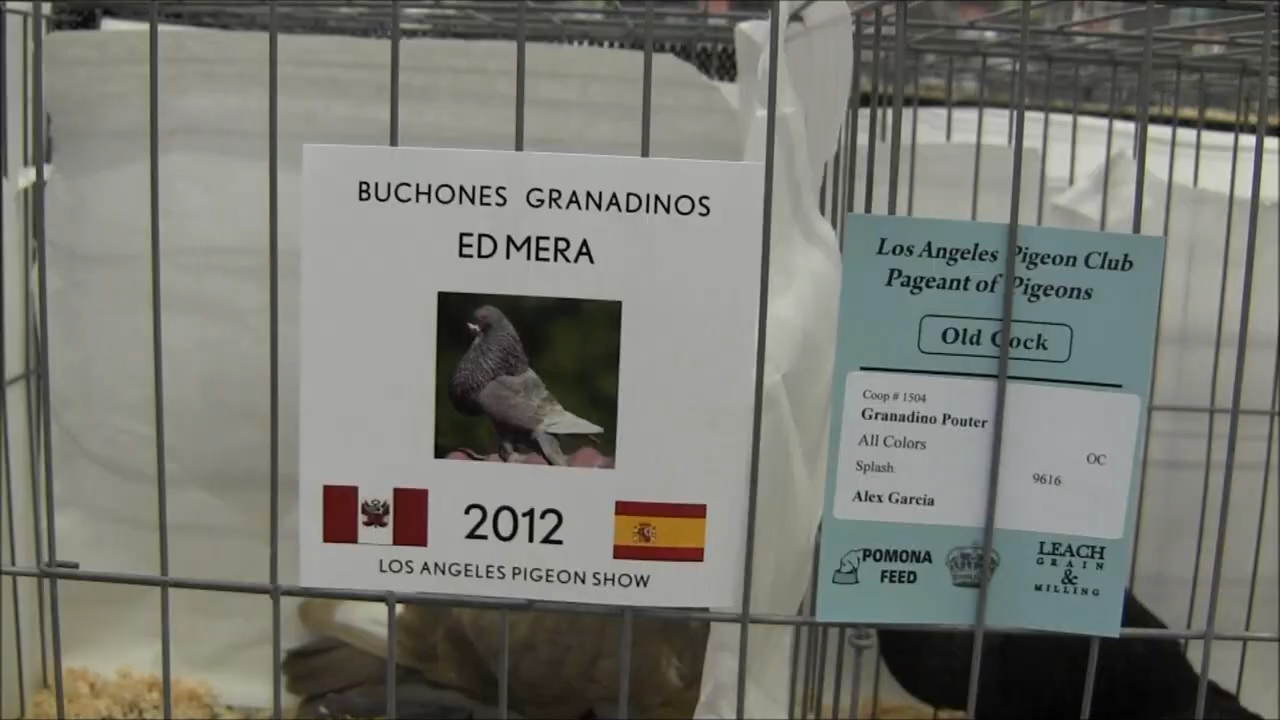 BUCHONES GRANADINOS
ED MERA
2012
LOS ANGELES PIGEON SHOW
Los Angeles Pigeon Club
Pageant of Pigeons
Old Cock
Coop # 1504
Granadino Pouter
All Colors
OC
Splash
9616
Alex Garcia
POMONA
FEED
LEACH
GRAIN
&
MILLING